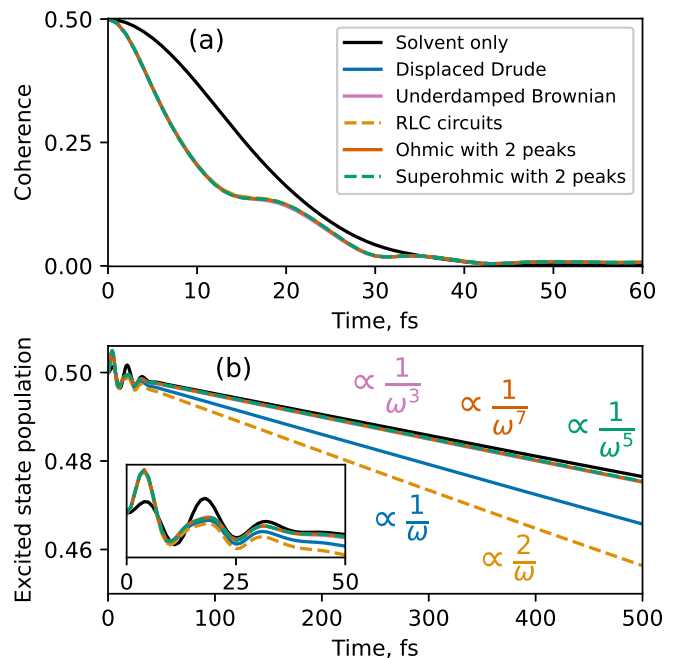 (a)
Coherence
0.50
0.25
0.00
Solvent only
Displaced Drude
Underdamped Brownian
RLC circuits
Ohmic with 2 peaks
Superohmic with 2 peaks
0 10 20 30 40 50 60
Time, fs
(b)
Excited state population
0.50
0.48
0.46
∝ 1/ω³
∝ 1/ω⁷
∝ 1/ω⁵
∝ 1/ω
∝ 2/ω
0 25 50
0 100 200 300 400 500
Time, fs